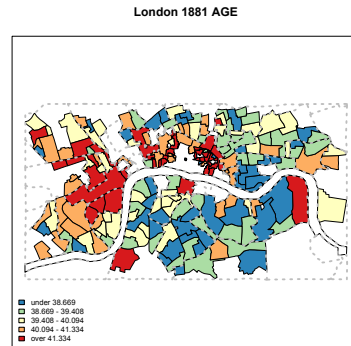 London 1881 AGE
under 38.669
38.669 - 39.408
39.408 - 40.094
40.094 - 41.334
over 41.334